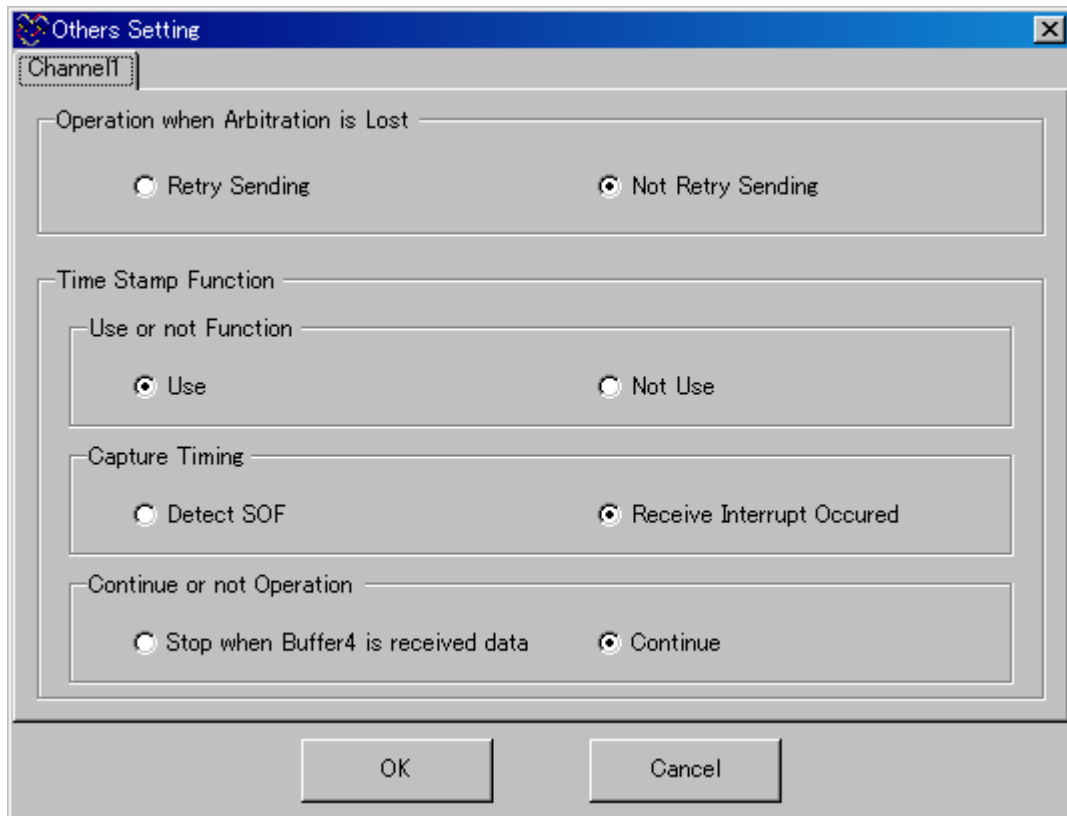 Others Setting
Channel1
Operation when Arbitration is Lost
Retry Sending
Not Retry Sending
Time Stamp Function
Use or not Function
Use
Not Use
Capture Timing
Detect SOF
Receive Interrupt Occured
Continue or not Operation
Stop when Buffer4 is received data
Continue
OK
Cancel